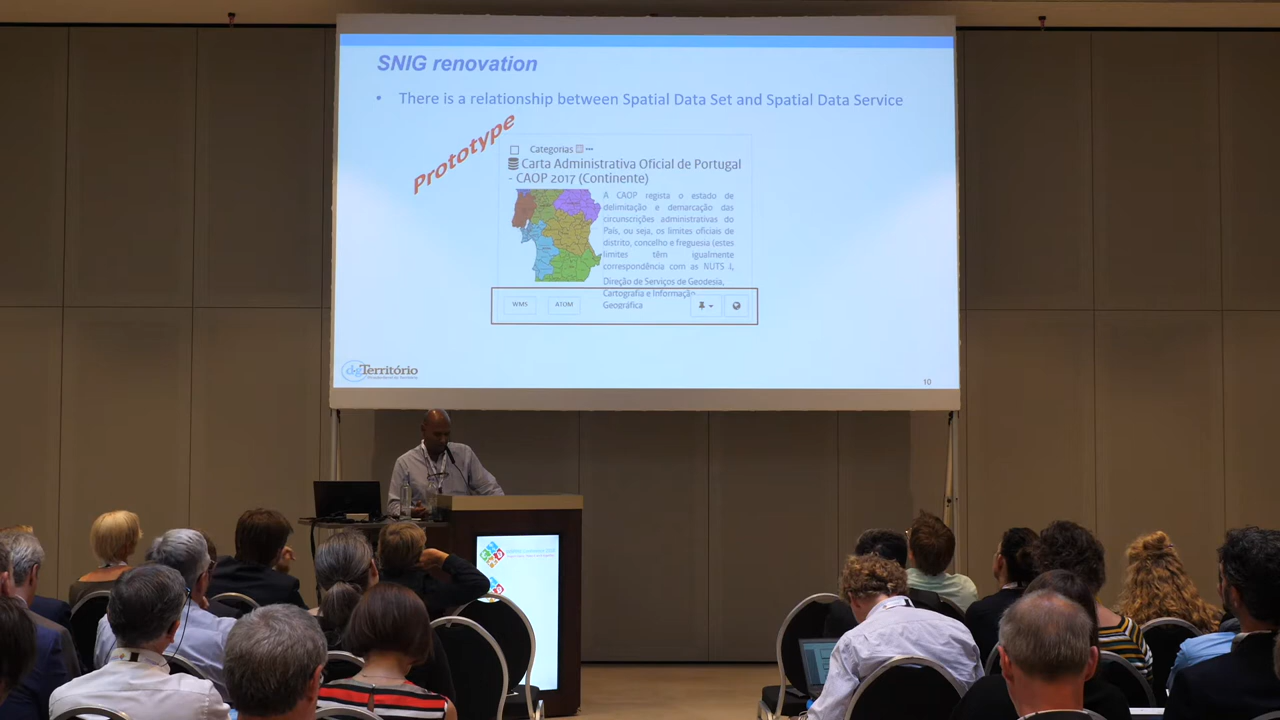 SNIG renovation
• There is a relationship between Spatial Data Set and Spatial Data Service
Prototype
Categorias
Carta Administrativa Oficial de Portugal
- CAOP 2017 (Continente)
A CAOP regista o estado de
delimitação e demarcação das
circunscrições administrativas do
País, ou seja, os limites oficiais de
distrito, concelho e freguesia (estes
limites têm igualmente
correspondência com as NUTS I,
Direção de Serviços de Geodesia,
Cartografia e Informação
Geográfica
WMS
ATOM
dgTerritório
10